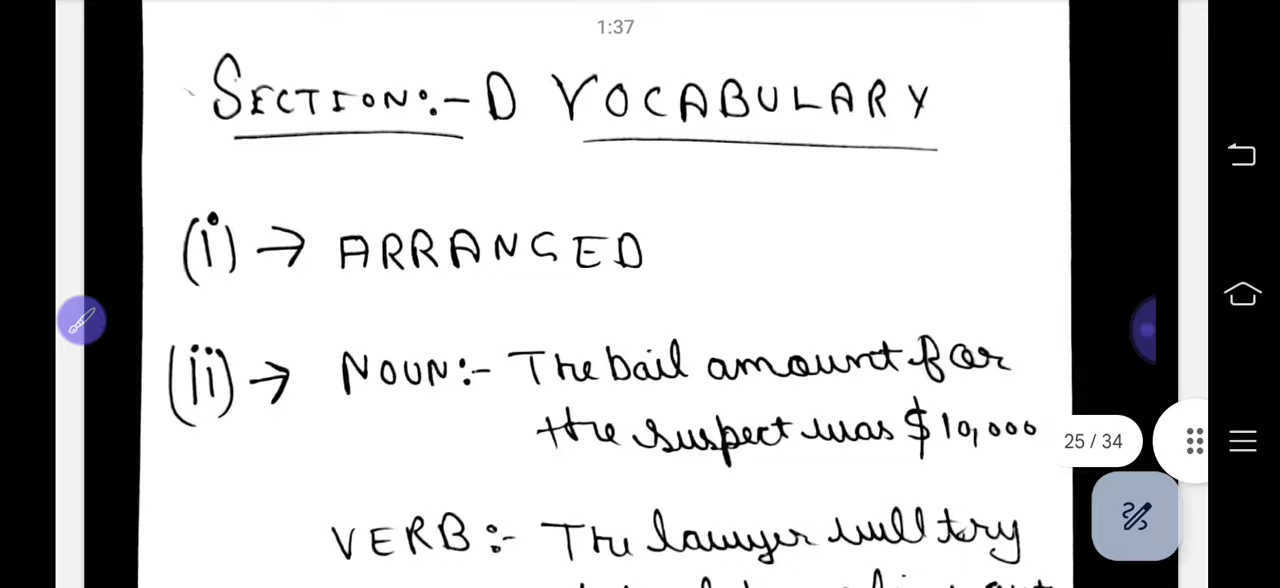 1:37
SECTION:- D VOCABULARY
(i) → ARRANGED
(ii) → NOUN:- The bail amount for
the suspect was $10,000
25 / 34
VERB:- The lawyer will try